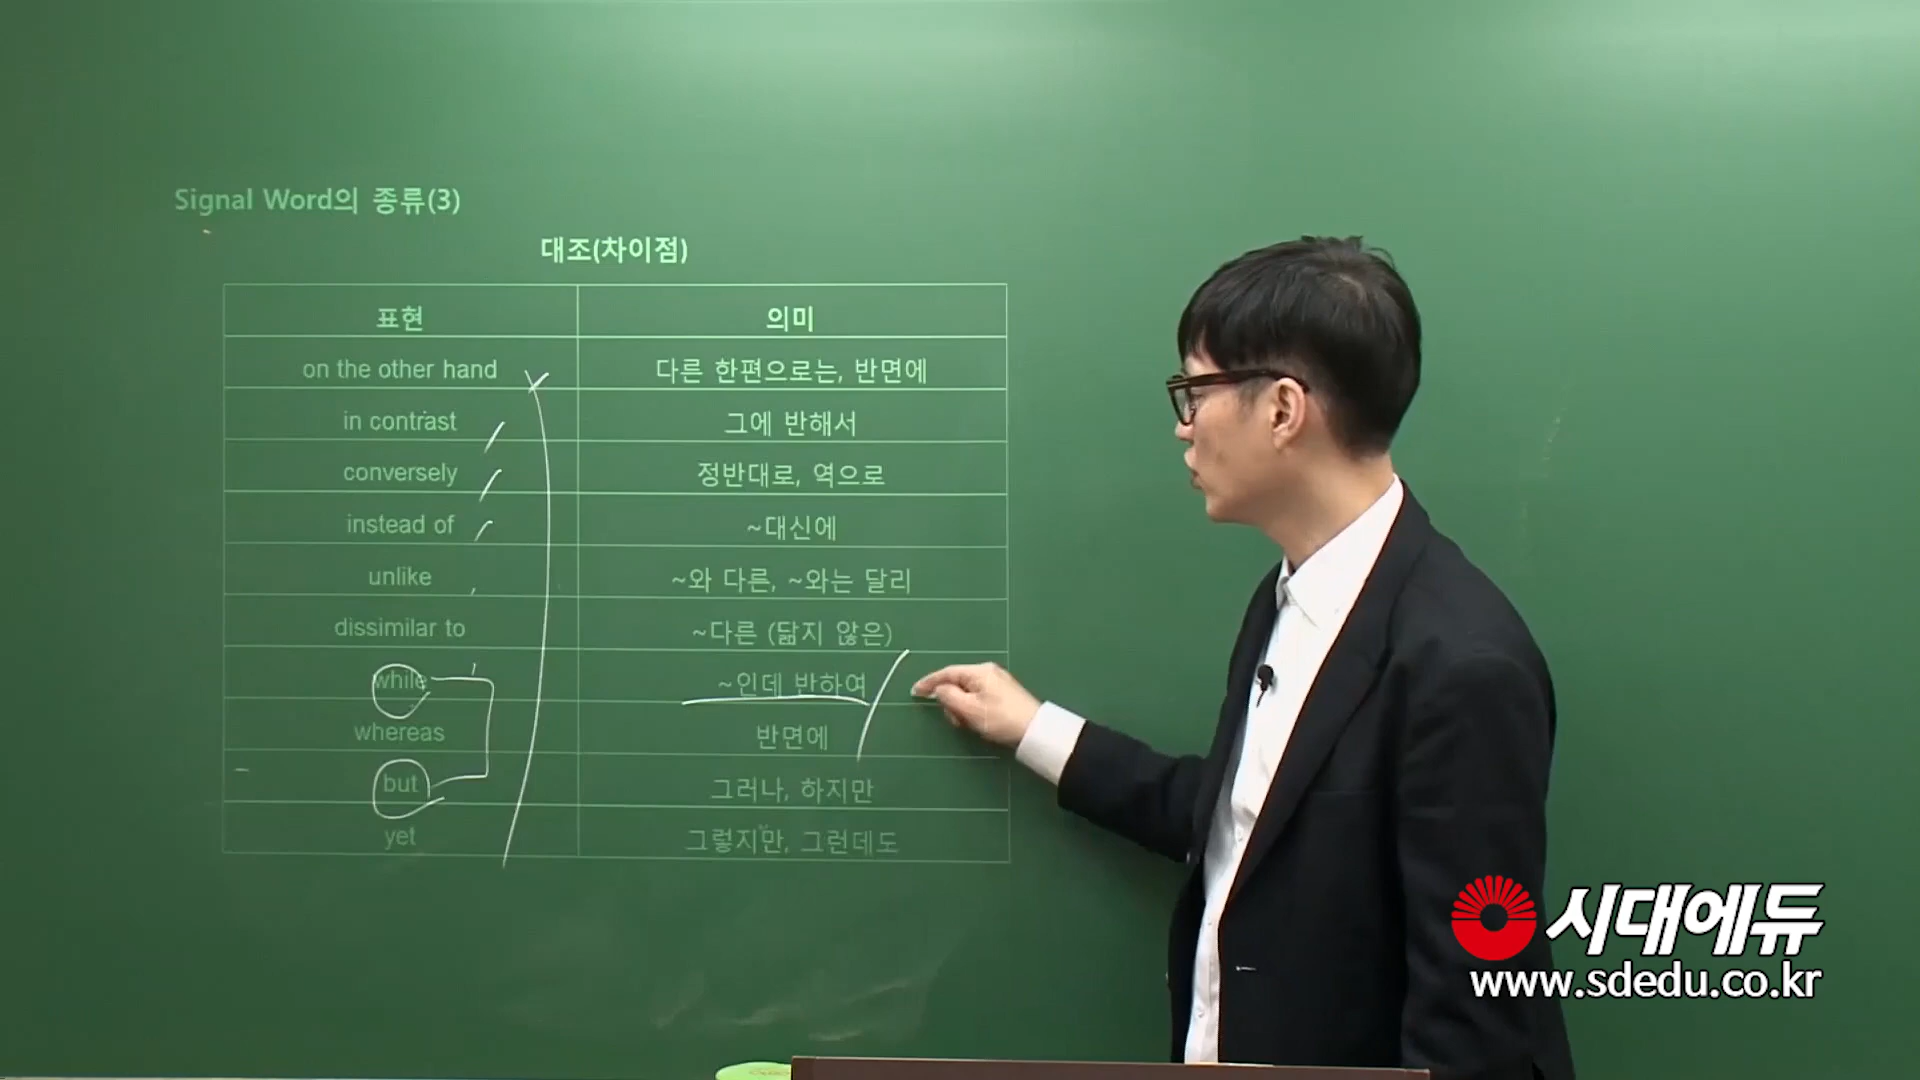 Signal Word의 종류(3)
대조(차이점)
표현 의미
on the other hand 다른 한편으로는, 반면에
in contrast 그에 반해서
conversely 정반대로, 역으로
instead of ~대신에
unlike ~와 다른, ~와는 달리
dissimilar to ~다른 (닮지 않은)
while ~인데 반하여
whereas 반면에
but 그러나, 하지만
yet 그렇지만, 그런데도
시대에듀
www.sdedu.co.kr